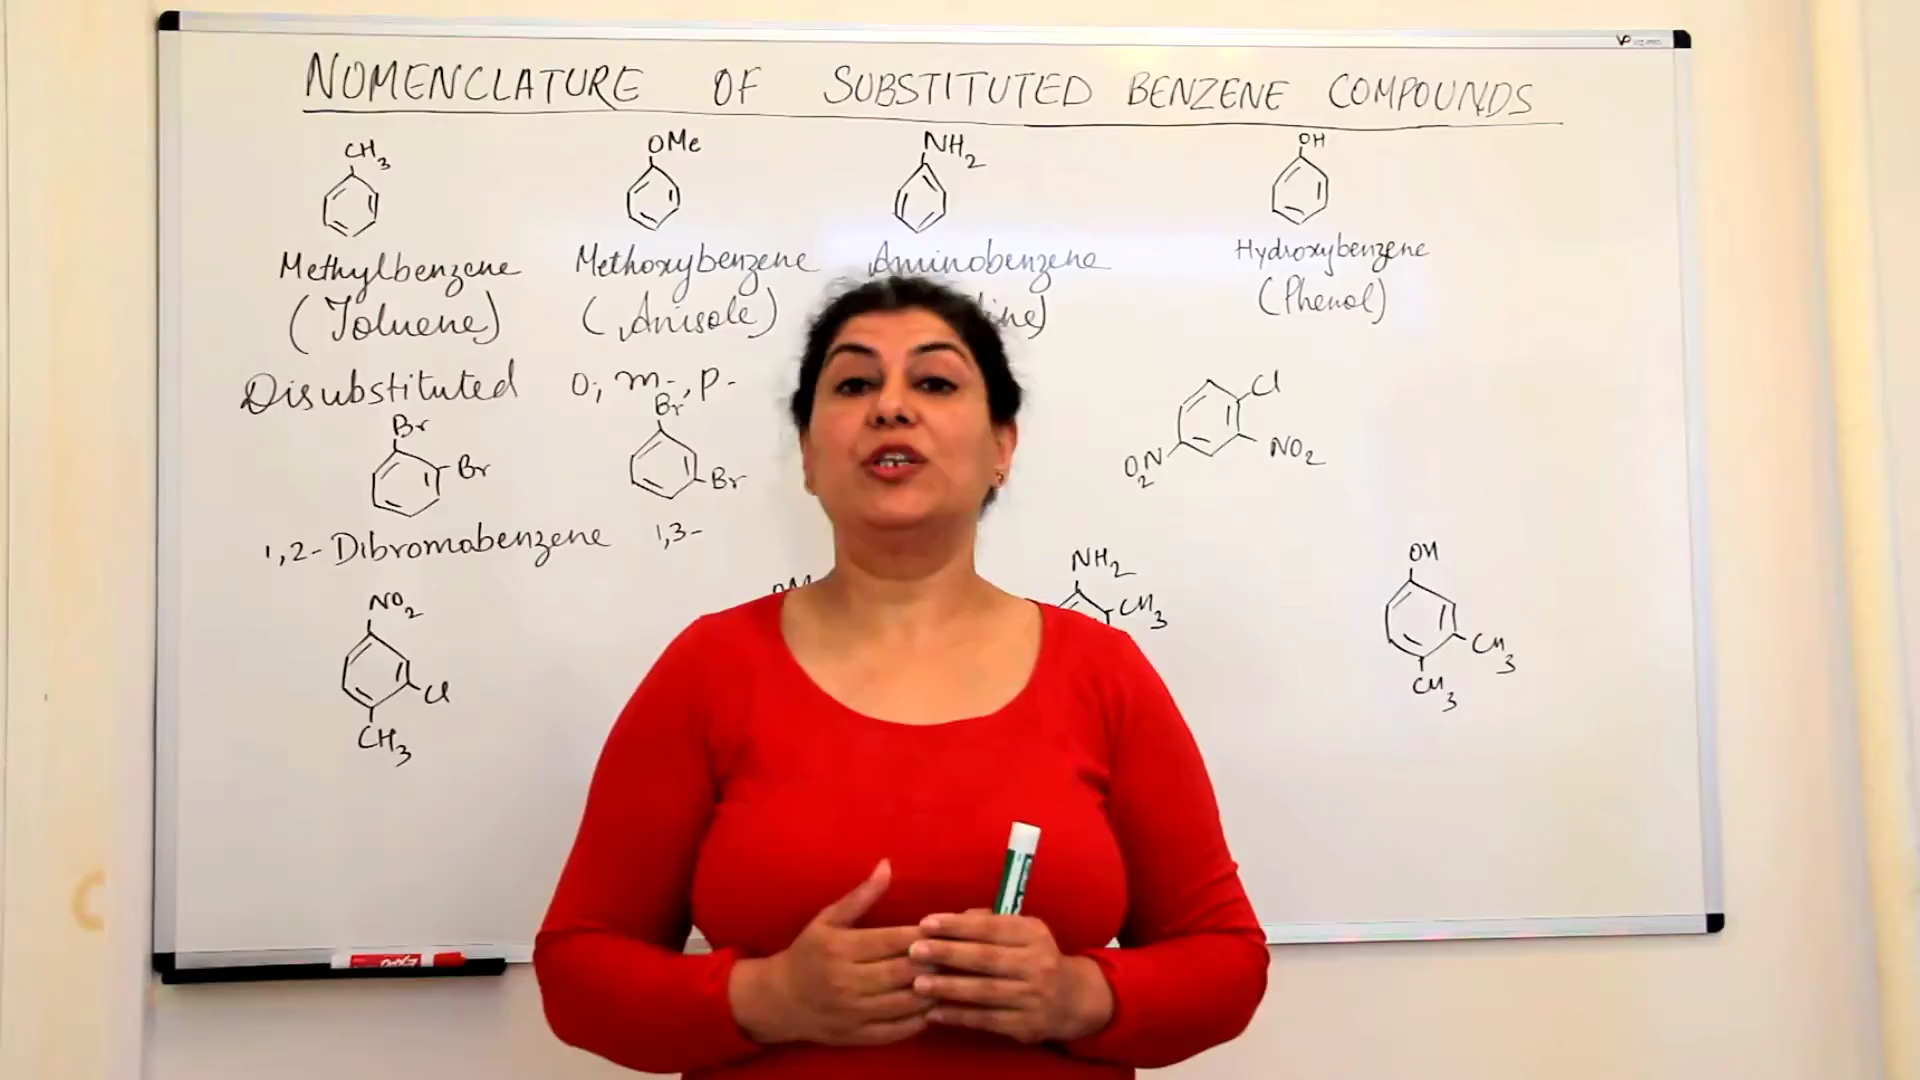 NOMENCLATURE OF SUBSTITUTED BENZENE COMPOUNDS
CH3 OMe NH2 OH
Methylbenzene Methoxybenzene Aminobenzene Hydroxybenzene
(Toluene) (Anisole) (Phenol)
Disubstituted O-, m-, p-
Br Br Cl
Br Br O2N NO2
1,2-Dibromobenzene 1,3-
NO2 NH2 OH
CH3
Cl CH3
CH3 CH3